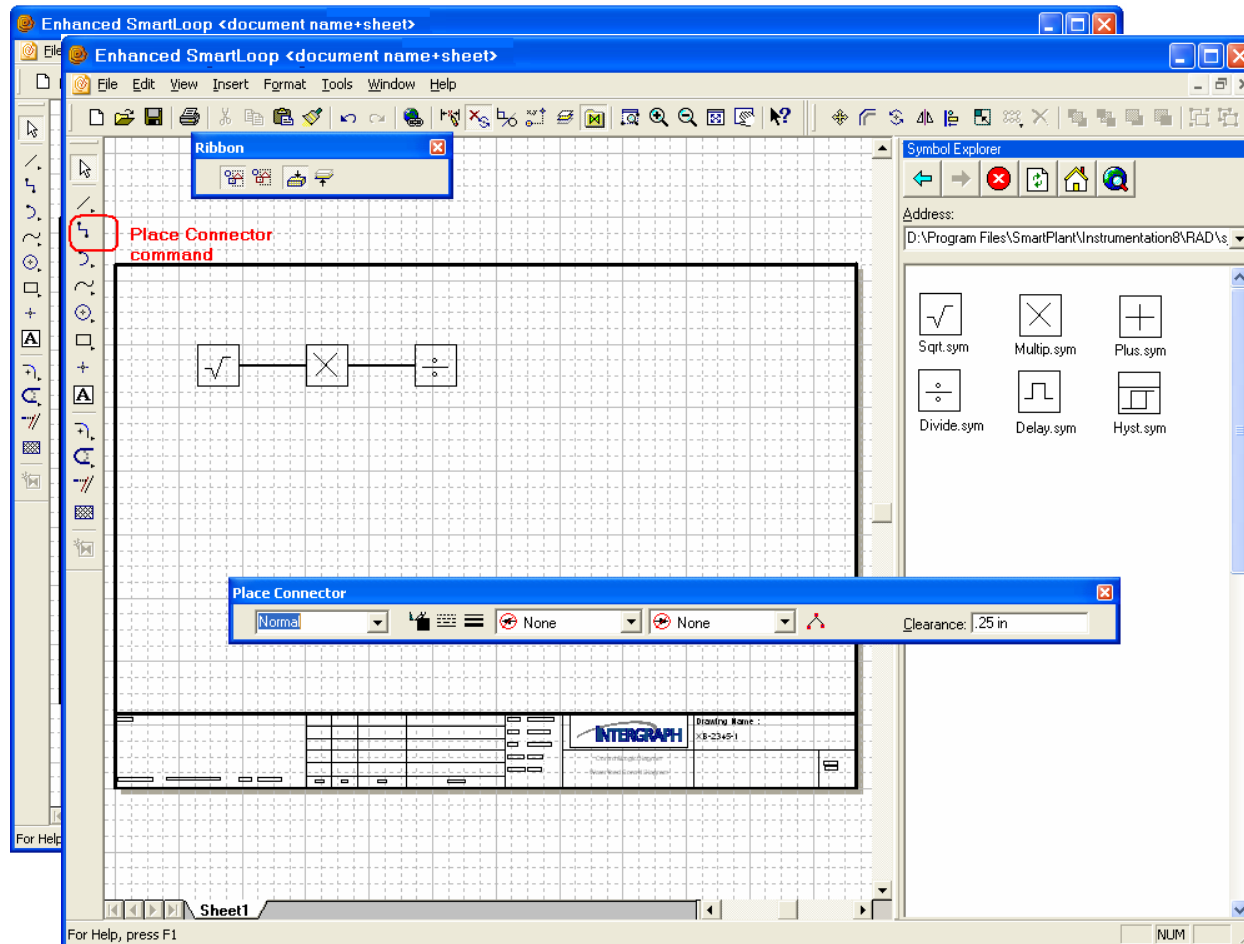 Enhanced SmartLoop <document name+sheet>
File
Enhanced SmartLoop <document name+sheet>
File Edit View Insert Format Tools Window Help
Ribbon
Symbol Explorer
Address:
D:\Program Files\SmartPlant\Instrumentation8\RAD\s
Place Connector
command
Sqrt.sym
Multip.sym
Plus.sym
Divide.sym
Delay.sym
Hyst.sym
A
A
Place Connector
Normal
None
None
Clearance: .25 in
INTERGRAPH
Drawing Name :
XB-2345-1
Sheet1
For Help
For Help, press F1
NUM